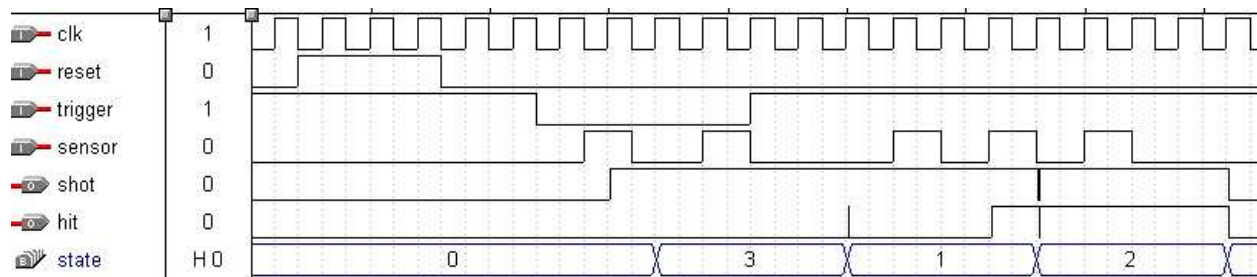 clk 1
reset 0
trigger 1
sensor 0
shot 0
hit 0
state H 0 0 3 1 2